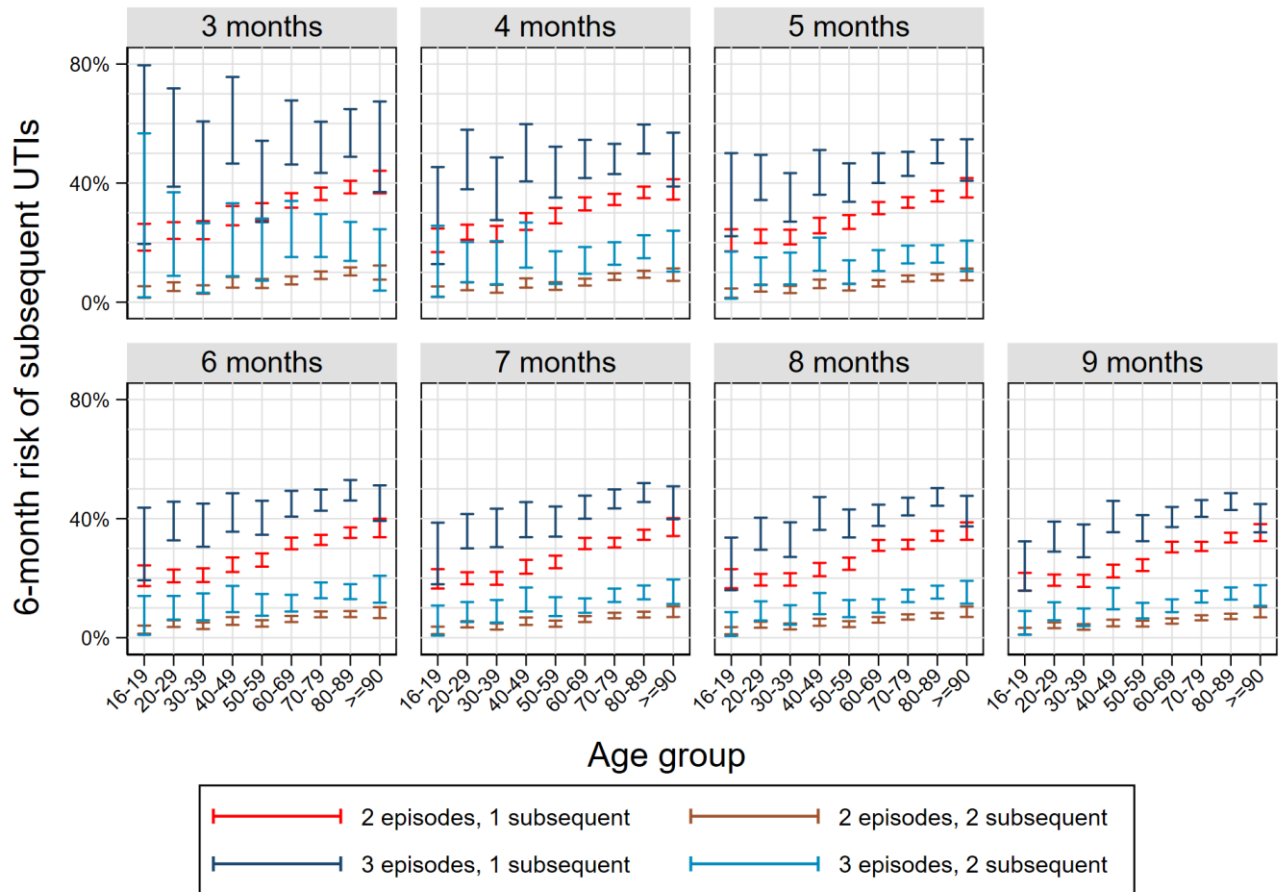 3 months 4 months 5 months
80%
40%
0%
6 months 7 months 8 months 9 months
80%
40%
0%
6-month risk of subsequent UTIs
16-19 20-29 30-39 40-49 50-59 60-69 70-79 80-89 >=90 16-19 20-29 30-39 40-49 50-59 60-69 70-79 80-89 >=90 16-19 20-29 30-39 40-49 50-59 60-69 70-79 80-89 >=90 16-19 20-29 30-39 40-49 50-59 60-69 70-79 80-89 >=90
Age group
2 episodes, 1 subsequent 2 episodes, 2 subsequent
3 episodes, 1 subsequent 3 episodes, 2 subsequent